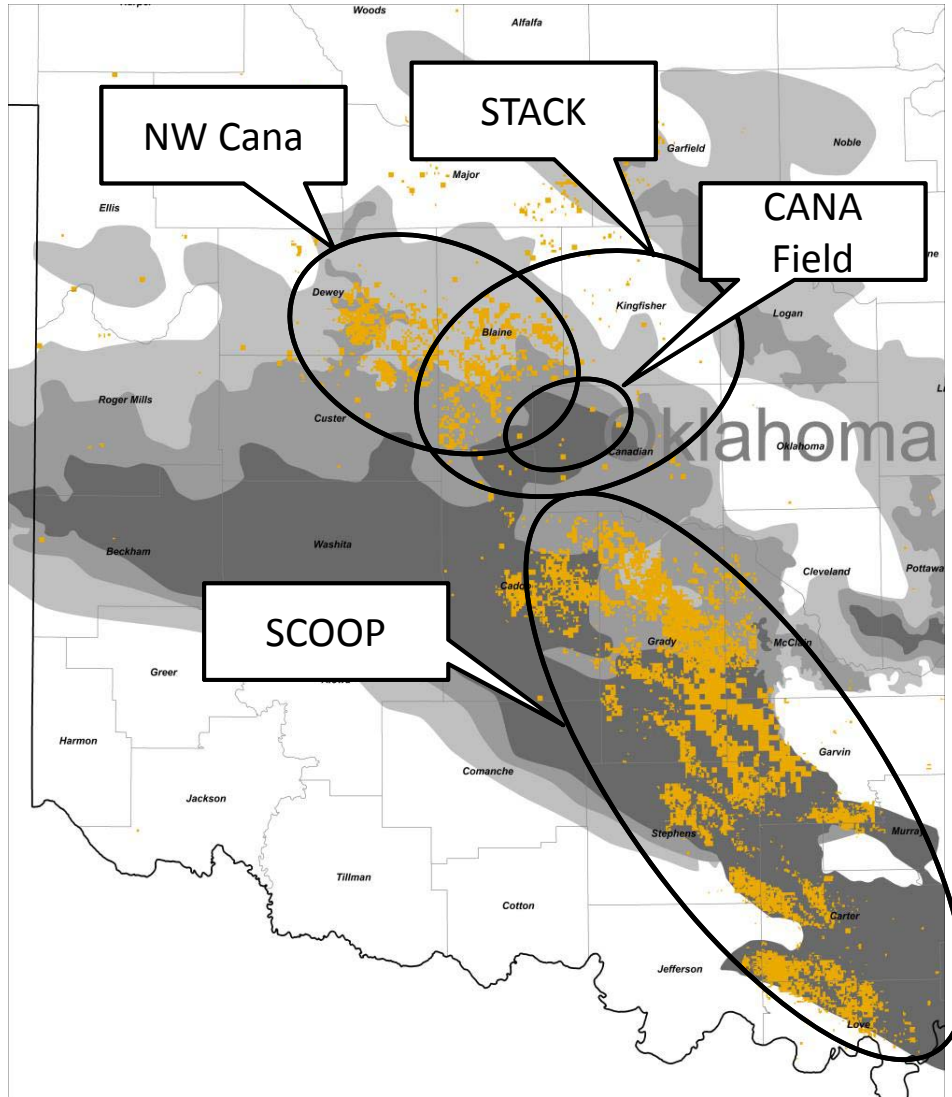 Woods
Alfalfa
NW Cana
STACK
Major
Garfield
Noble
Ellis
CANA
Field
Dewey
Kingfisher
Logan
Blaine
Roger Mills
Custer
Oklahoma
Oklahoma
Canadian
Beckham
Washita
Caddo
Cleveland
Pottawa
SCOOP
Grady
McClain
Greer
Harmon
Garvin
Comanche
Jackson
Stephens
Murray
Tillman
Cotton
Carter
Jefferson
Love